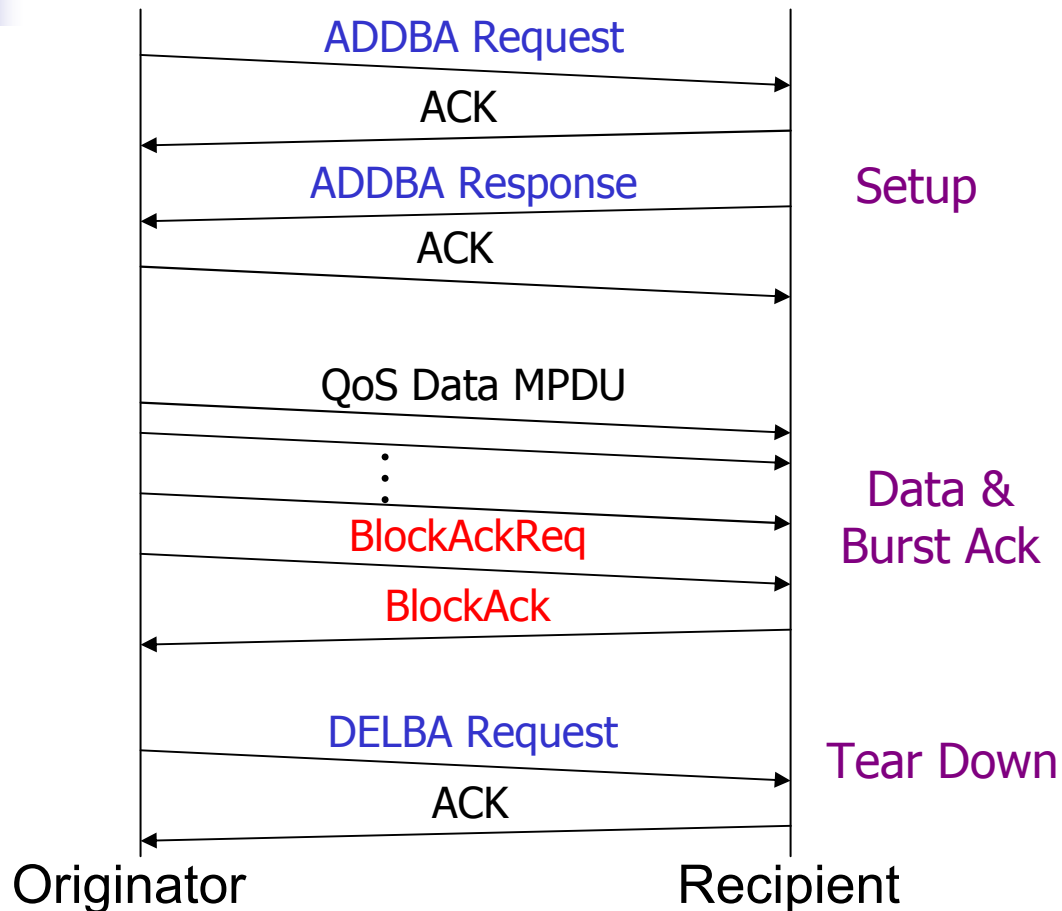 ADDBA Request
ACK
ADDBA Response
Setup
ACK
QoS Data MPDU
Data &
Burst Ack
BlockAckReq
BlockAck
DELBA Request
Tear Down
ACK
Originator
Recipient